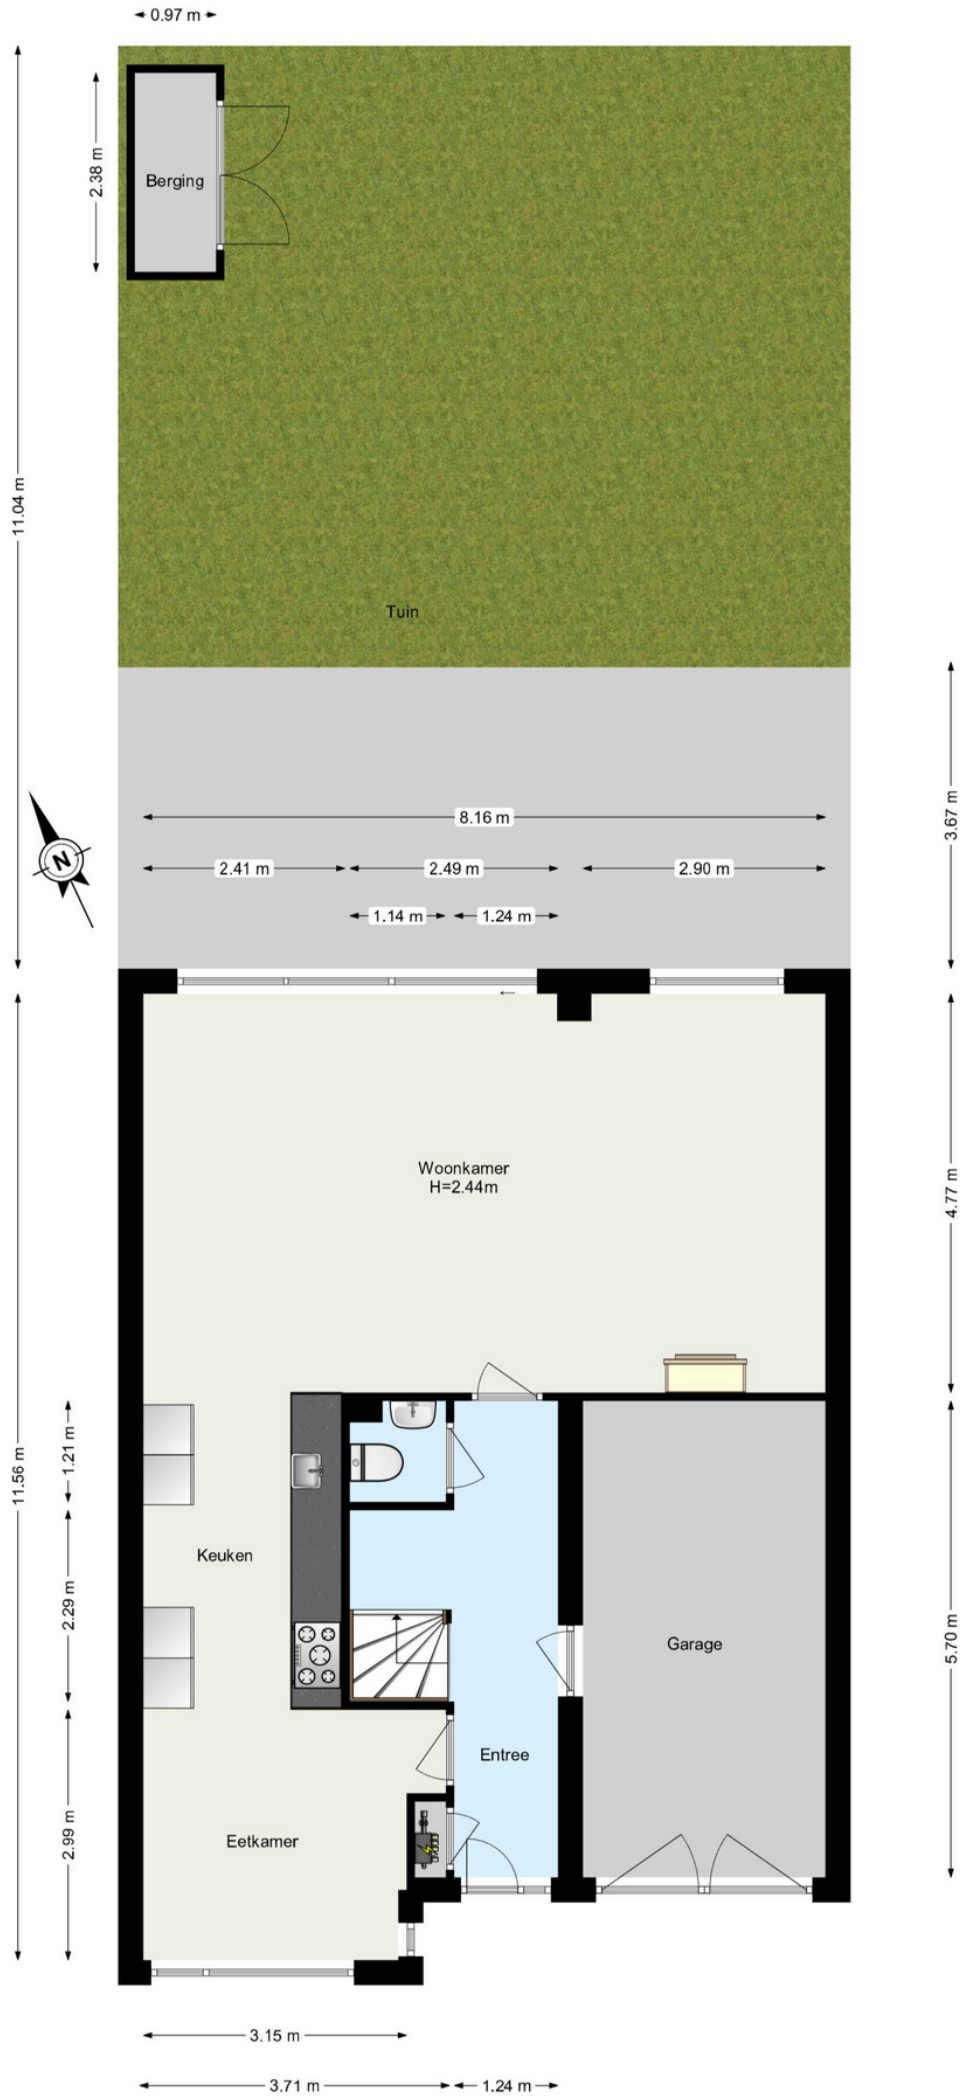 0.97 m
2.38 m
Berging
11.04 m
Tuin
3.67 m
8.16 m
2.41 m
2.49 m
2.90 m
1.14 m
1.24 m
N
Woonkamer
H=2.44m
4.77 m
11.56 m
1.21 m
Keuken
2.29 m
Garage
5.70 m
Entree
2.99 m
Eetkamer
3.15 m
3.71 m
1.24 m